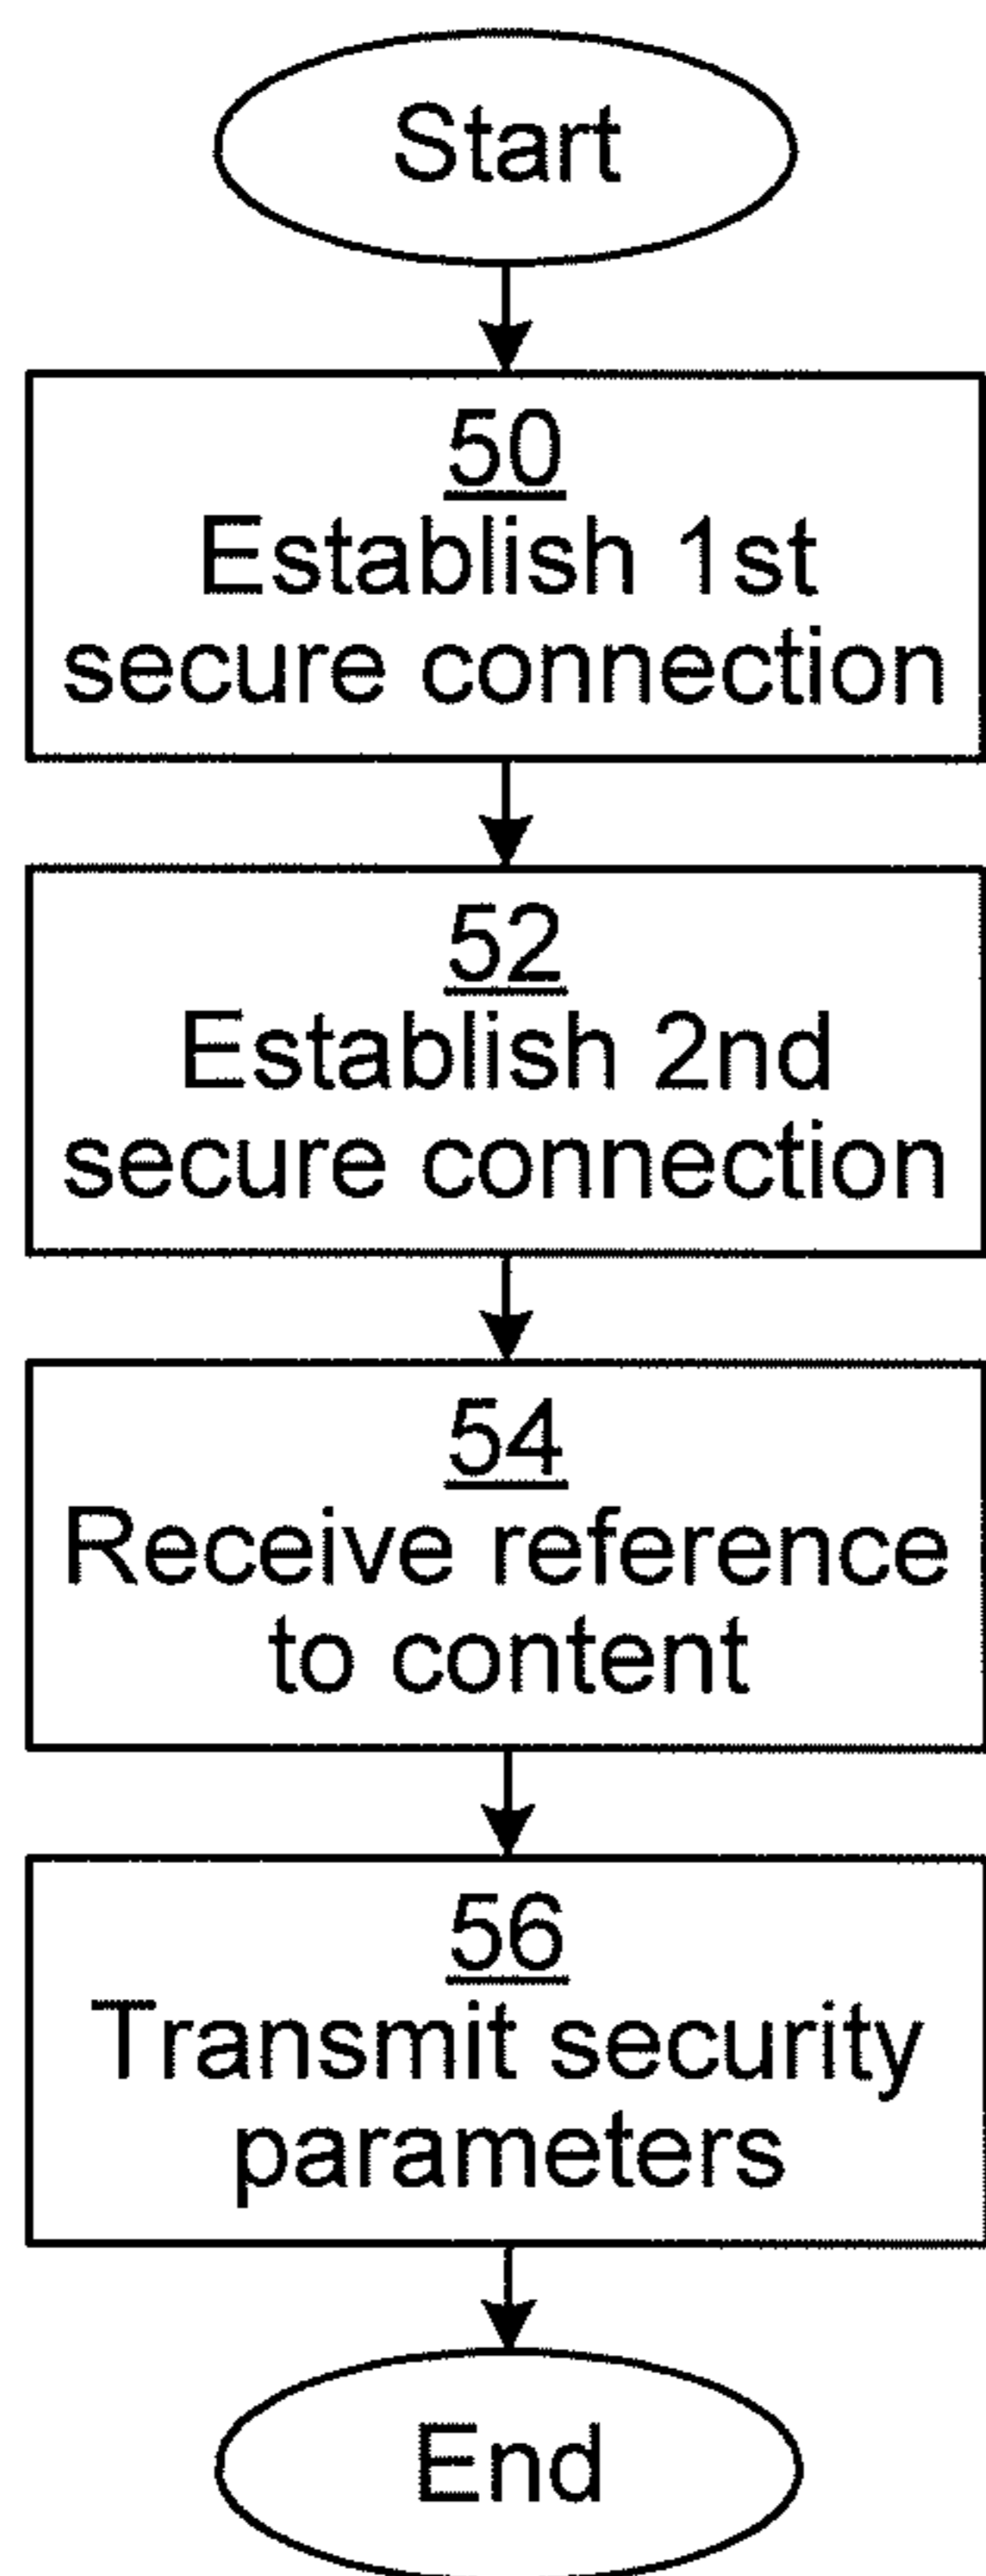 Start
50
Establish 1st
secure connection
52
Establish 2nd
secure connection
54
Receive reference
to content
56
Transmit security
parameters
End